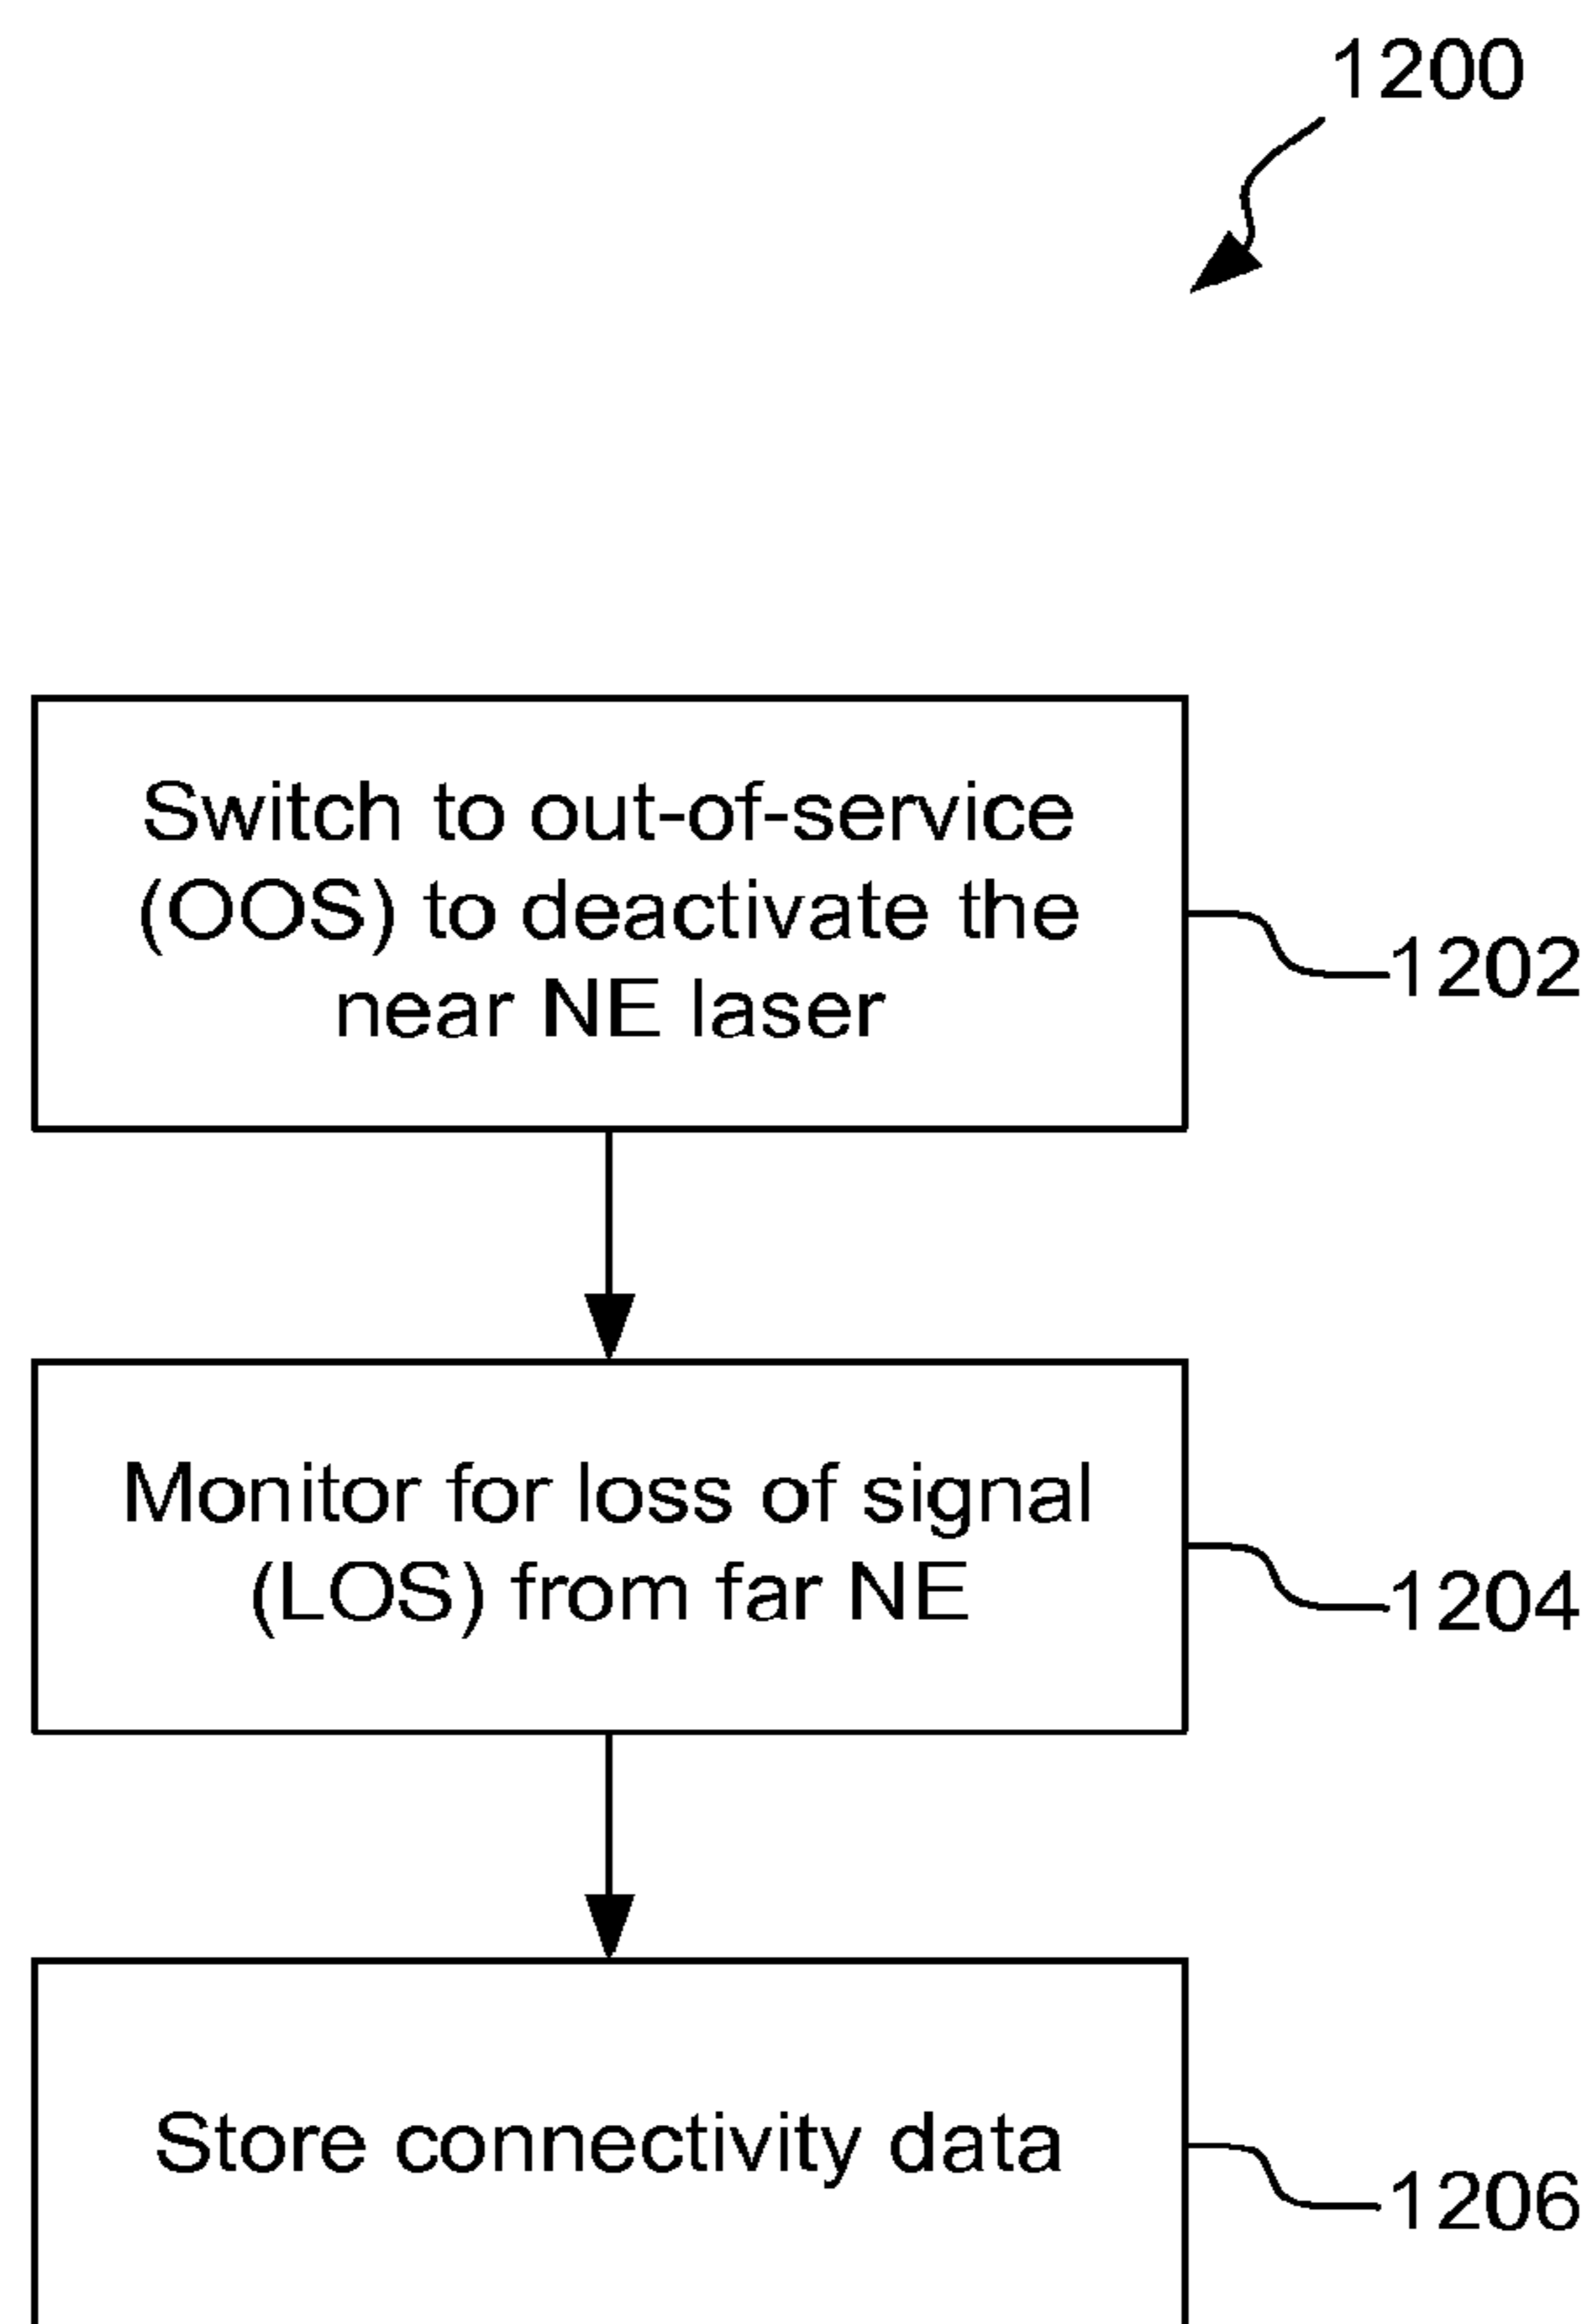 1200
Switch to out-of-service
(OOS) to deactivate the
near NE laser
1202
Monitor for loss of signal
(LOS) from far NE
1204
Store connectivity data
1206